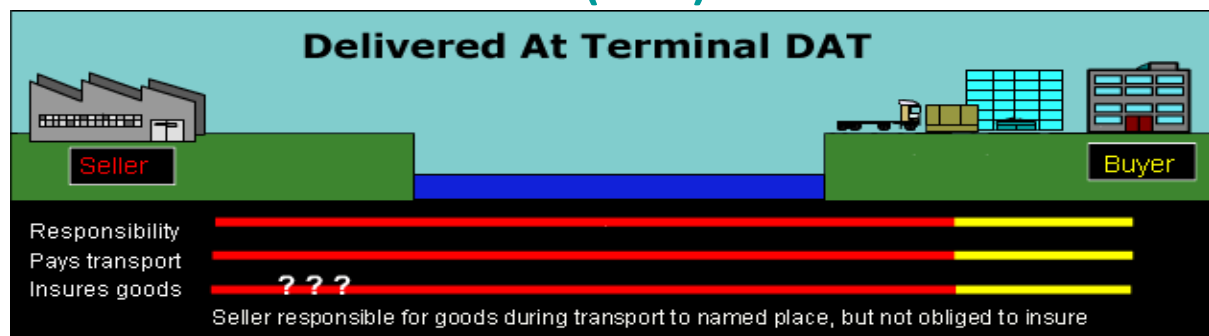 Delivered At Terminal DAT
Seller
Buyer
Responsibility
Pays transport
Insures goods ? ? ?
Seller responsible for goods during transport to named place, but not obliged to insure